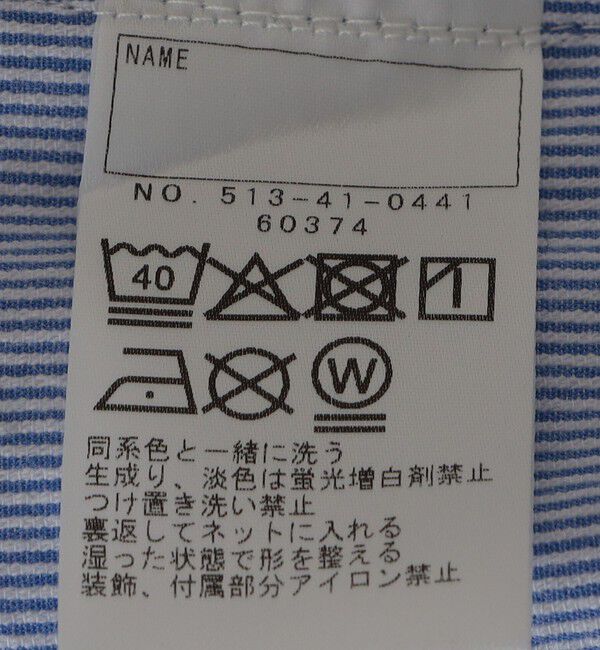 NAME
NO. 513-41-0441
60374
40
W
同系色と一緒に洗う
生成り、淡色は蛍光増白剤禁止
つけ置き洗い禁止
裏返してネットに入れる
湿った状態で形を整える
装飾、付属部分アイロン禁止